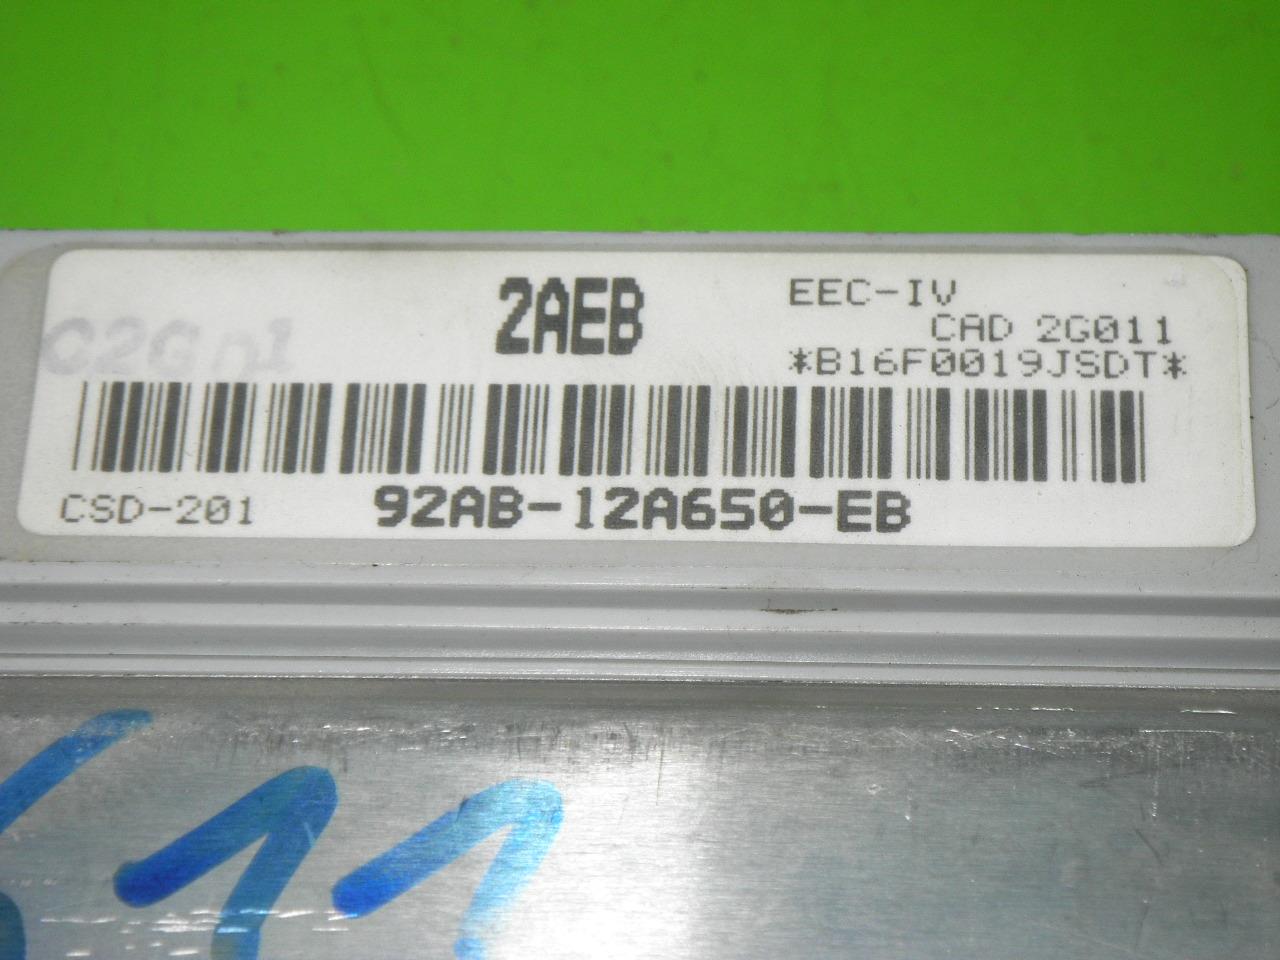 2AEB
EEC-IV
CAD 2G011
*B16F0019JSDT*
CSD-201
92AB-12A650-EB